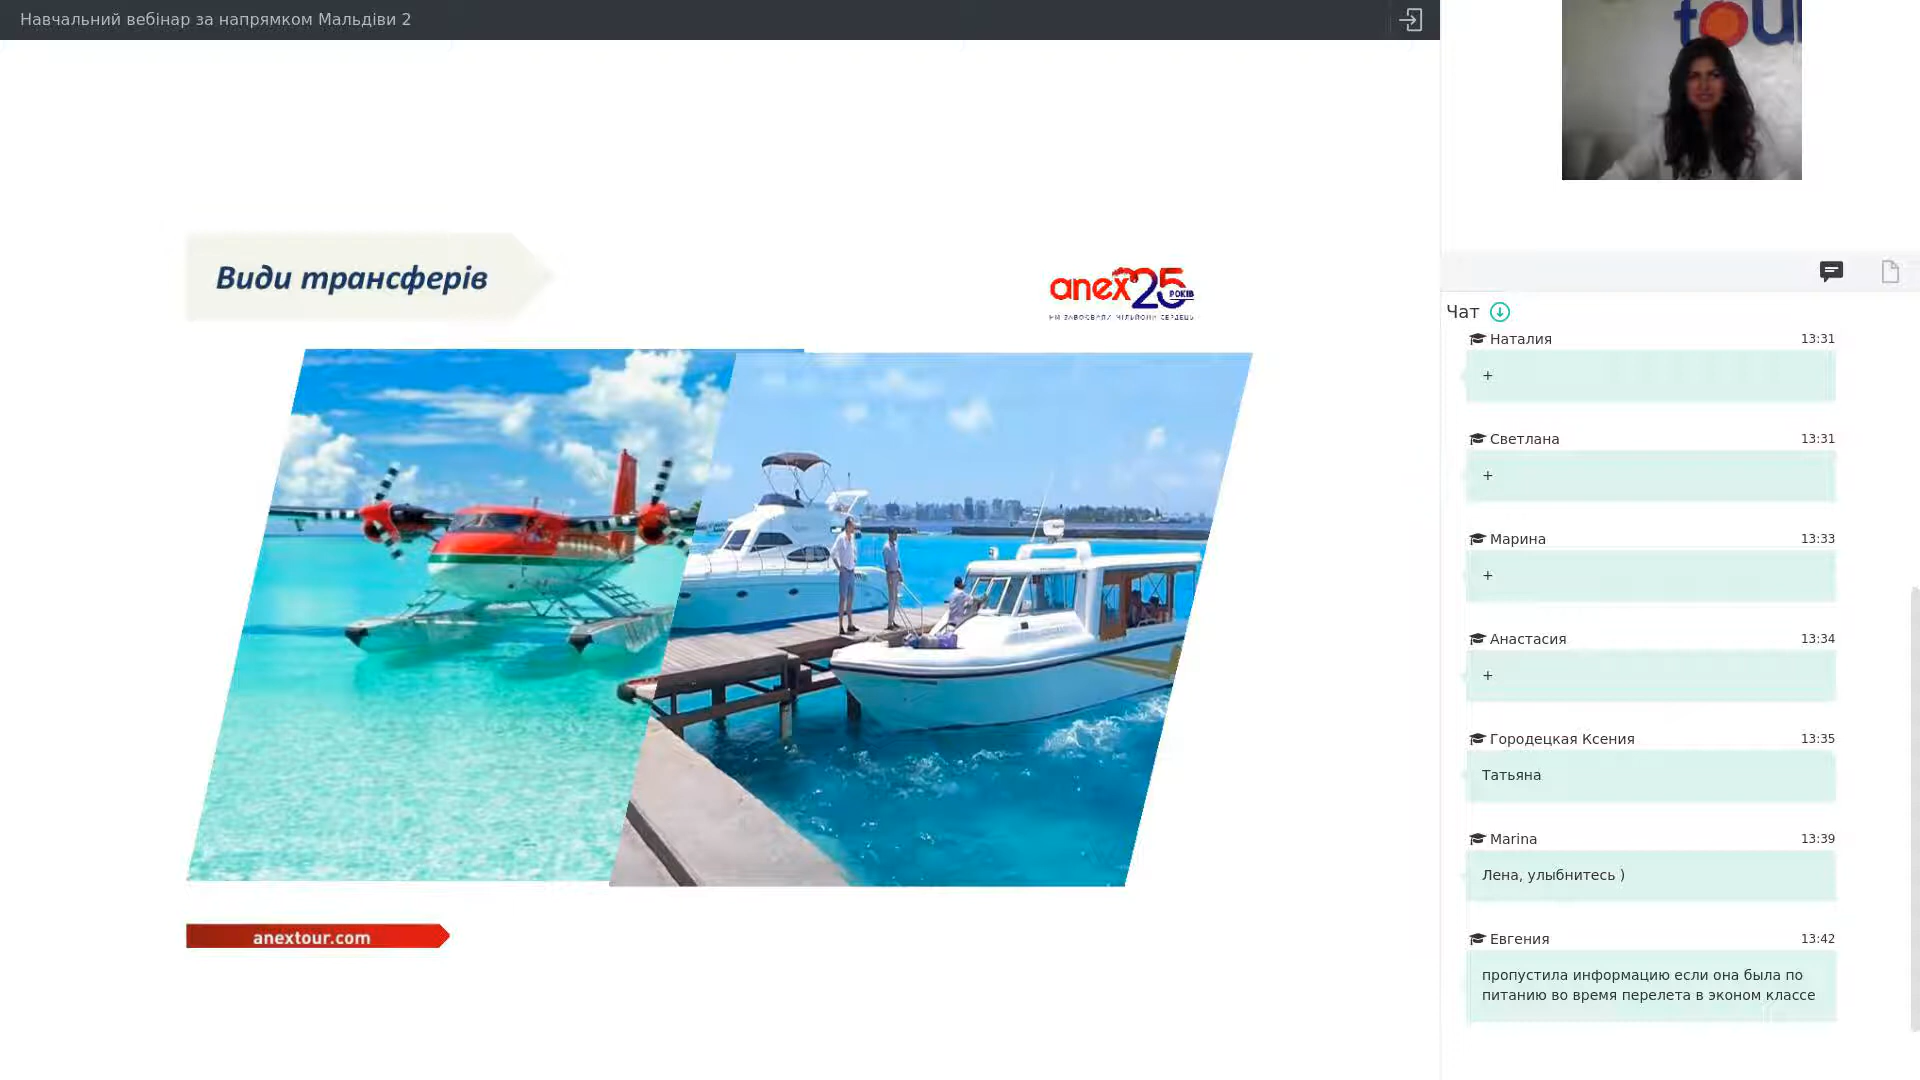 Навчальний вебінар за напрямком Мальдіви 2
tour
Види трансферів
anex 25
РОКІВ
anextour.com
Чат
Наталия 13:31
+
Светлана 13:31
+
Марина 13:33
+
Анастасия 13:34
+
Городецкая Ксения 13:35
Татьяна
Marina 13:39
Лена, улыбнитесь )
Евгения 13:42
пропустила информацию если она была по
питанию во время перелета в эконом классе